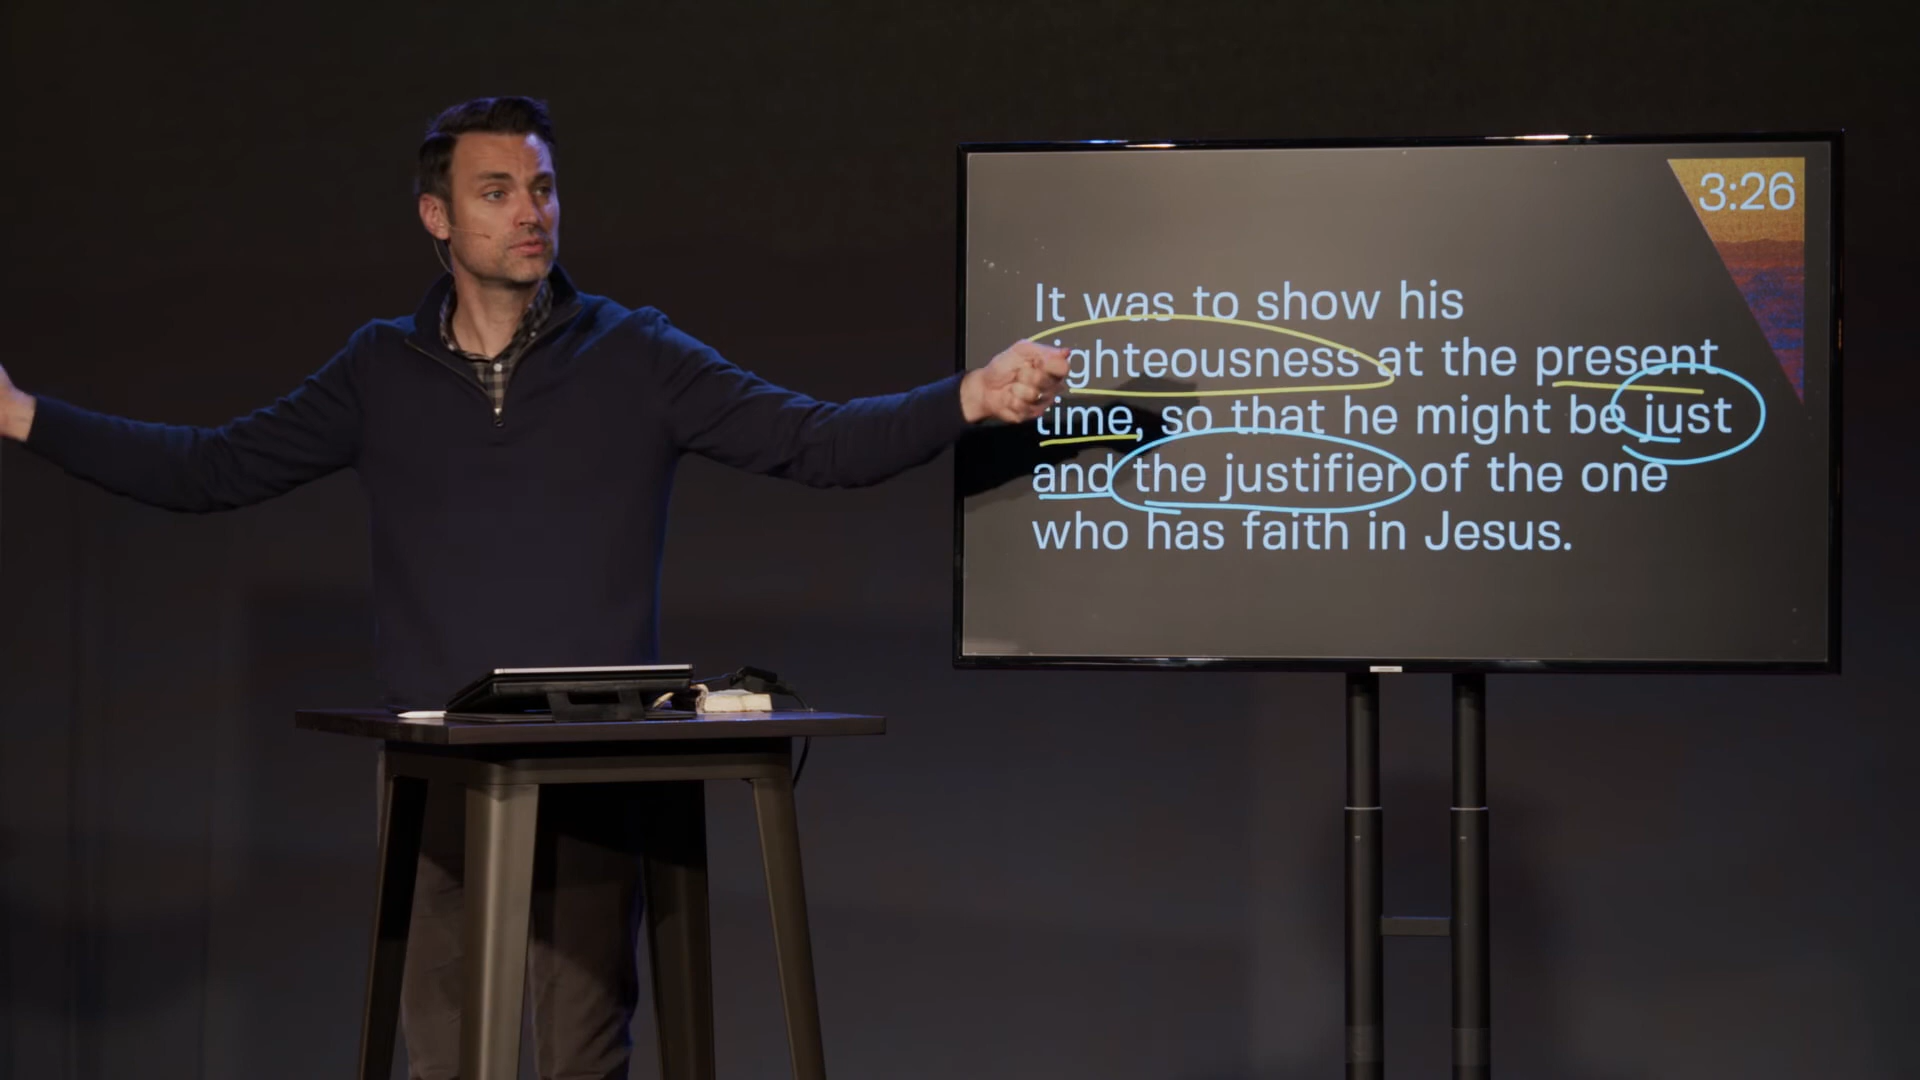 3:26
It was to show his
righteousness at the present
time, so that he might be just
and the justifier of the one
who has faith in Jesus.